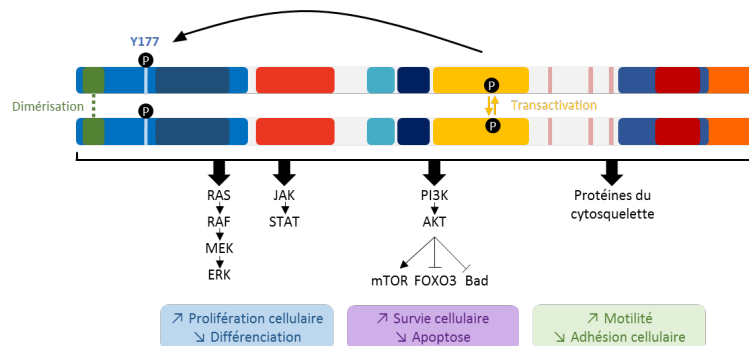 Y177
P
P
Dimérisation
P
Transactivation
P
RAS
JAK
PI3K
Protéines du
cytosquelette
RAF
STAT
AKT
MEK
ERK
mTOR
FOXO3
Bad
↗ Prolifération cellulaire
↘ Différenciation
↗ Survie cellulaire
↘ Apoptose
↗ Motilité
↘ Adhésion cellulaire